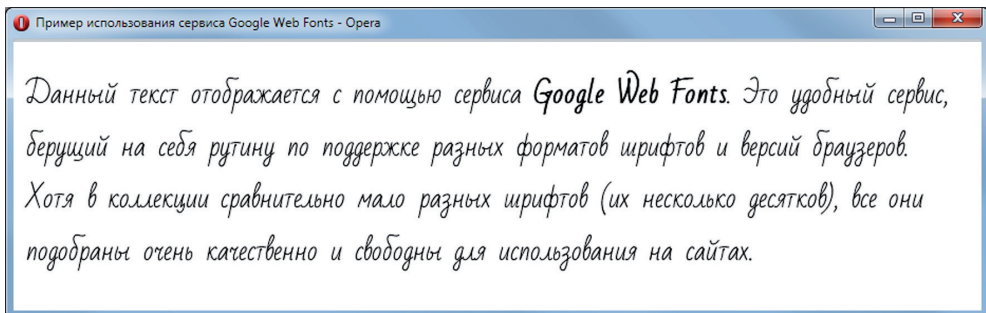 Пример использования сервиса Google Web Fonts - Opera
Данный текст отображается с помощью сервиса Google Web Fonts. Это удобный сервис,
берущий на себя рутину по поддержке разных форматов шрифтов и версий браузеров.
Хотя в коллекции сравнительно мало разных шрифтов (их несколько десятков), все они
подобраны очень качественно и свободны для использования на сайтах.